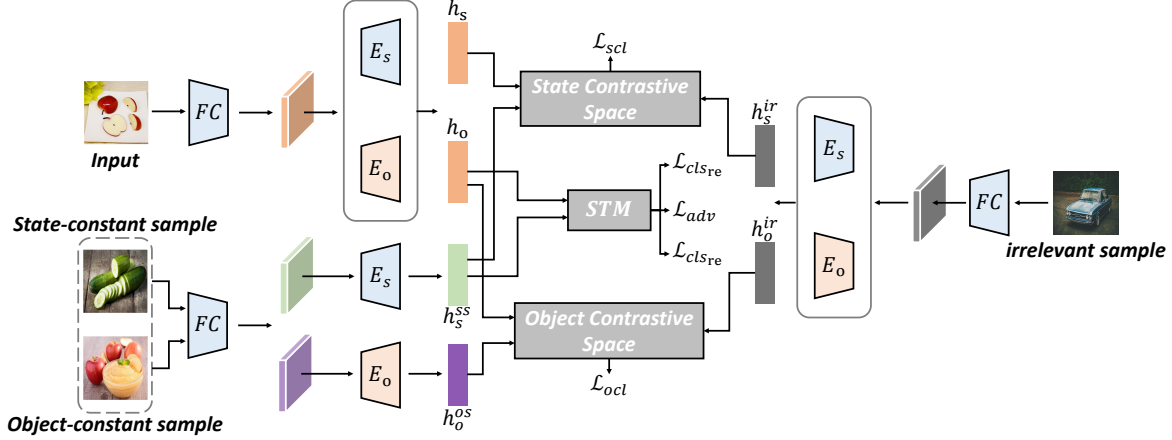 h_s
E_s
ℒ_scl
State Contrastive
Space
FC
h_s^ir
Input
h_o
E_o
E_s
ℒ_cls_re
State-constant sample
STM
ℒ_adv
FC
h_o^ir
ℒ_cls_re
irrelevant sample
E_s
E_o
FC
h_s^ss
Object Contrastive
Space
E_o
ℒ_ocl
h_o^os
Object-constant sample